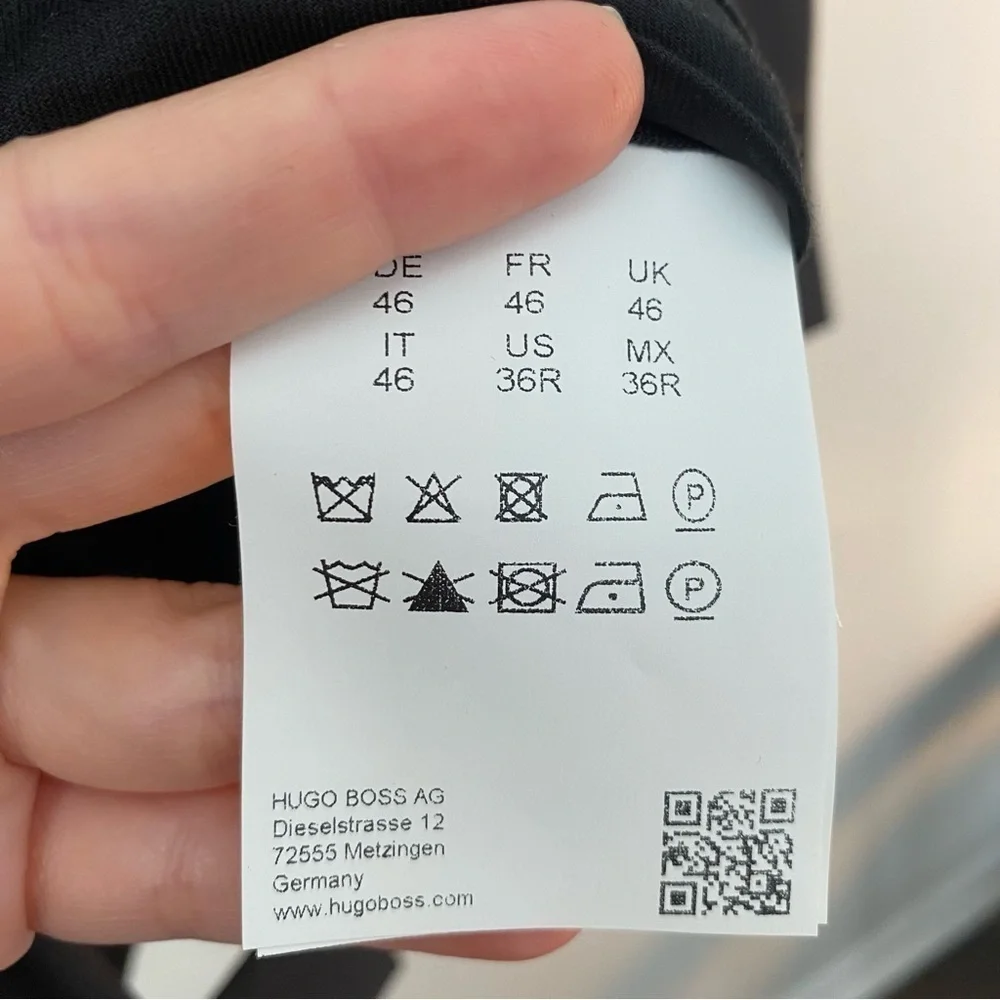 DE FR UK
46 46 46
IT US MX
46 36R 36R
P
P
HUGO BOSS AG
Dieselstrasse 12
72555 Metzingen
Germany
www.hugoboss.com